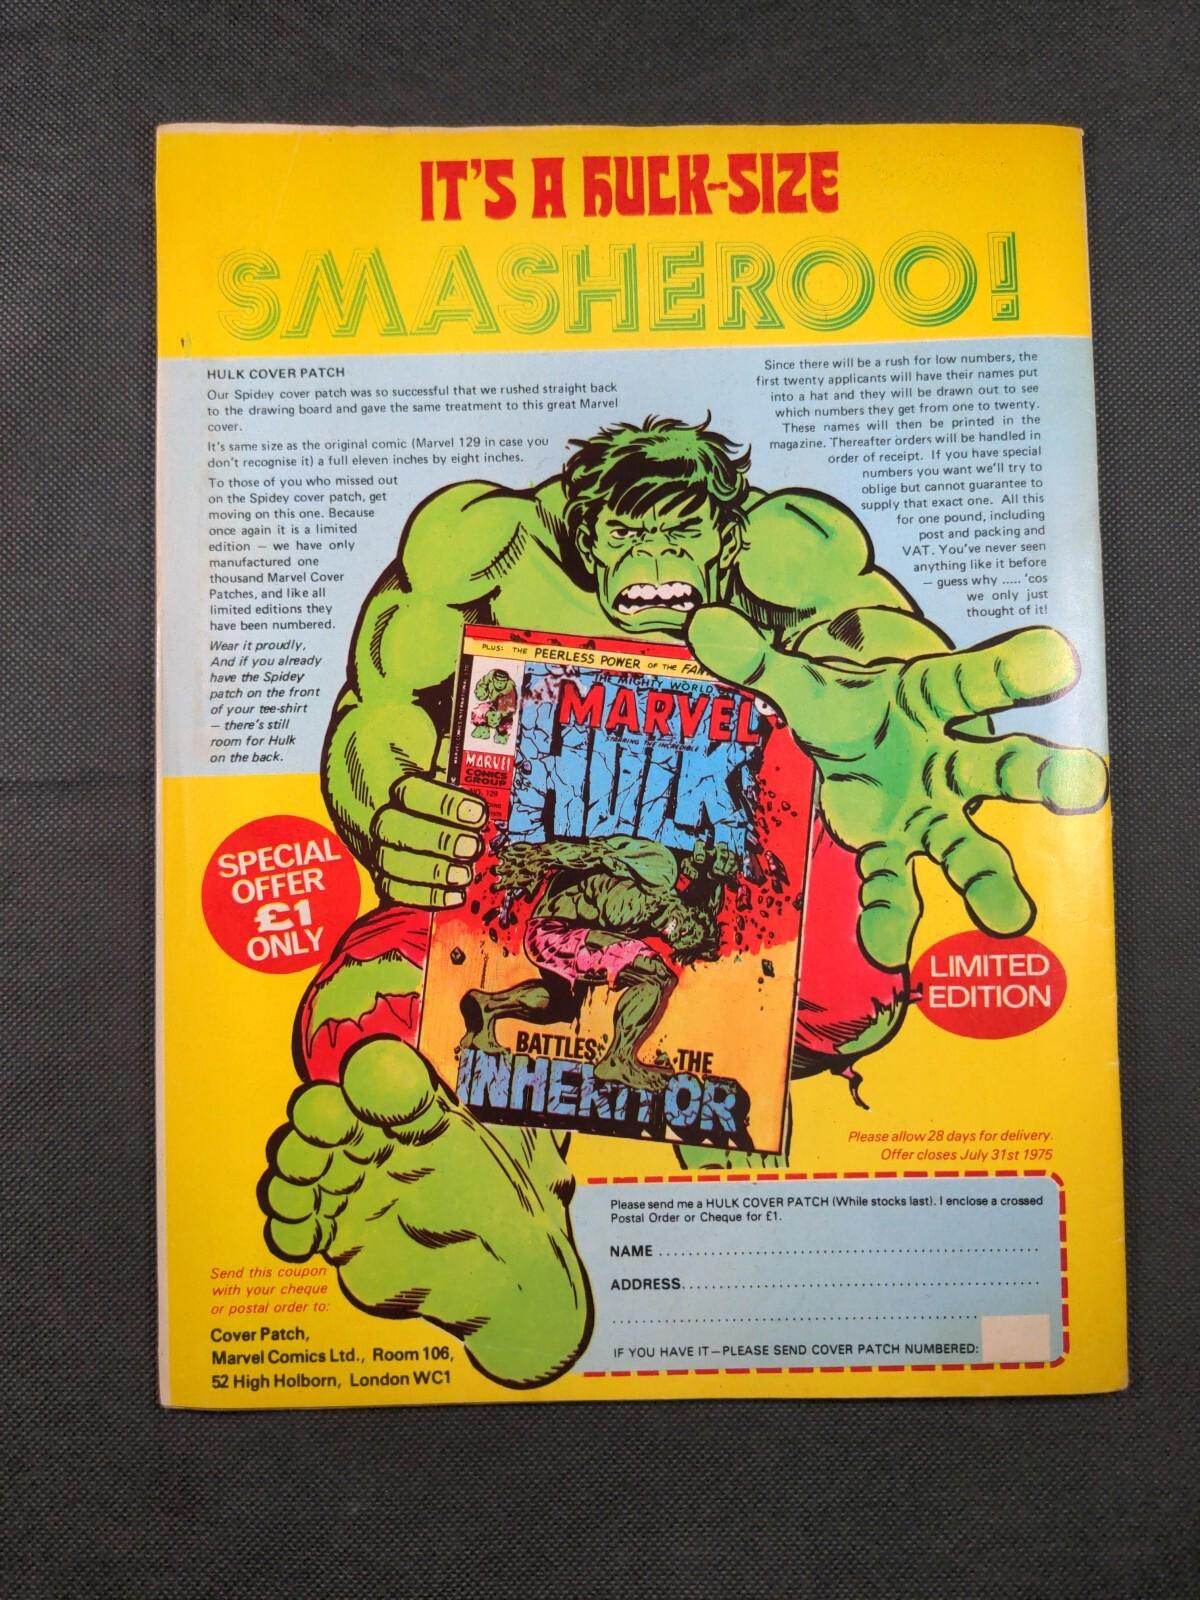 IT'S A HULK-SIZE
SMASHEROO!
HULK COVER PATCH
Our Spidey cover patch was so successful that we rushed straight back
to the drawing board and gave the same treatment to this great Marvel
cover.
It's same size as the original comic (Marvel 129 in case you
don't recognise it) a full eleven inches by eight inches.
To those of you who missed out
on the Spidey cover patch, get
moving on this one. Because
once again it is a limited
edition — we have only
manufactured one
thousand Marvel Cover
Patches, and like all
limited editions they
have been numbered.
Wear it proudly,
And if you already
have the Spidey
patch on the front
of your tee-shirt
— there's still
room for Hulk
on the back.
Since there will be a rush for low numbers, the
first twenty applicants will have their names put
into a hat and they will be drawn out to see
which numbers they get from one to twenty.
These names will then be printed in the
magazine. Thereafter orders will be handled in
order of receipt. If you have special
numbers you want we'll try to
oblige but cannot guarantee to
supply that exact one. All this
for one pound, including
post and packing and
VAT. You've never seen
anything like it before
— guess why ..... 'cos
we only just
thought of it!
PLUS: THE PEERLESS POWER OF THE FAN
THE MIGHTY WORLD OF
MARVEL
STARRING THE INCREDIBLE
HULK
MARVEL
COMICS
GROUP
NO. 129
BATTLES THE
INHERITOR
SPECIAL
OFFER
£1
ONLY
LIMITED
EDITION
Please allow 28 days for delivery.
Offer closes July 31st 1975
Please send me a HULK COVER PATCH (While stocks last). I enclose a crossed
Postal Order or Cheque for £1.
NAME
ADDRESS
IF YOU HAVE IT—PLEASE SEND COVER PATCH NUMBERED:
Send this coupon
with your cheque
or postal order to:
Cover Patch,
Marvel Comics Ltd., Room 106,
52 High Holborn, London WC1